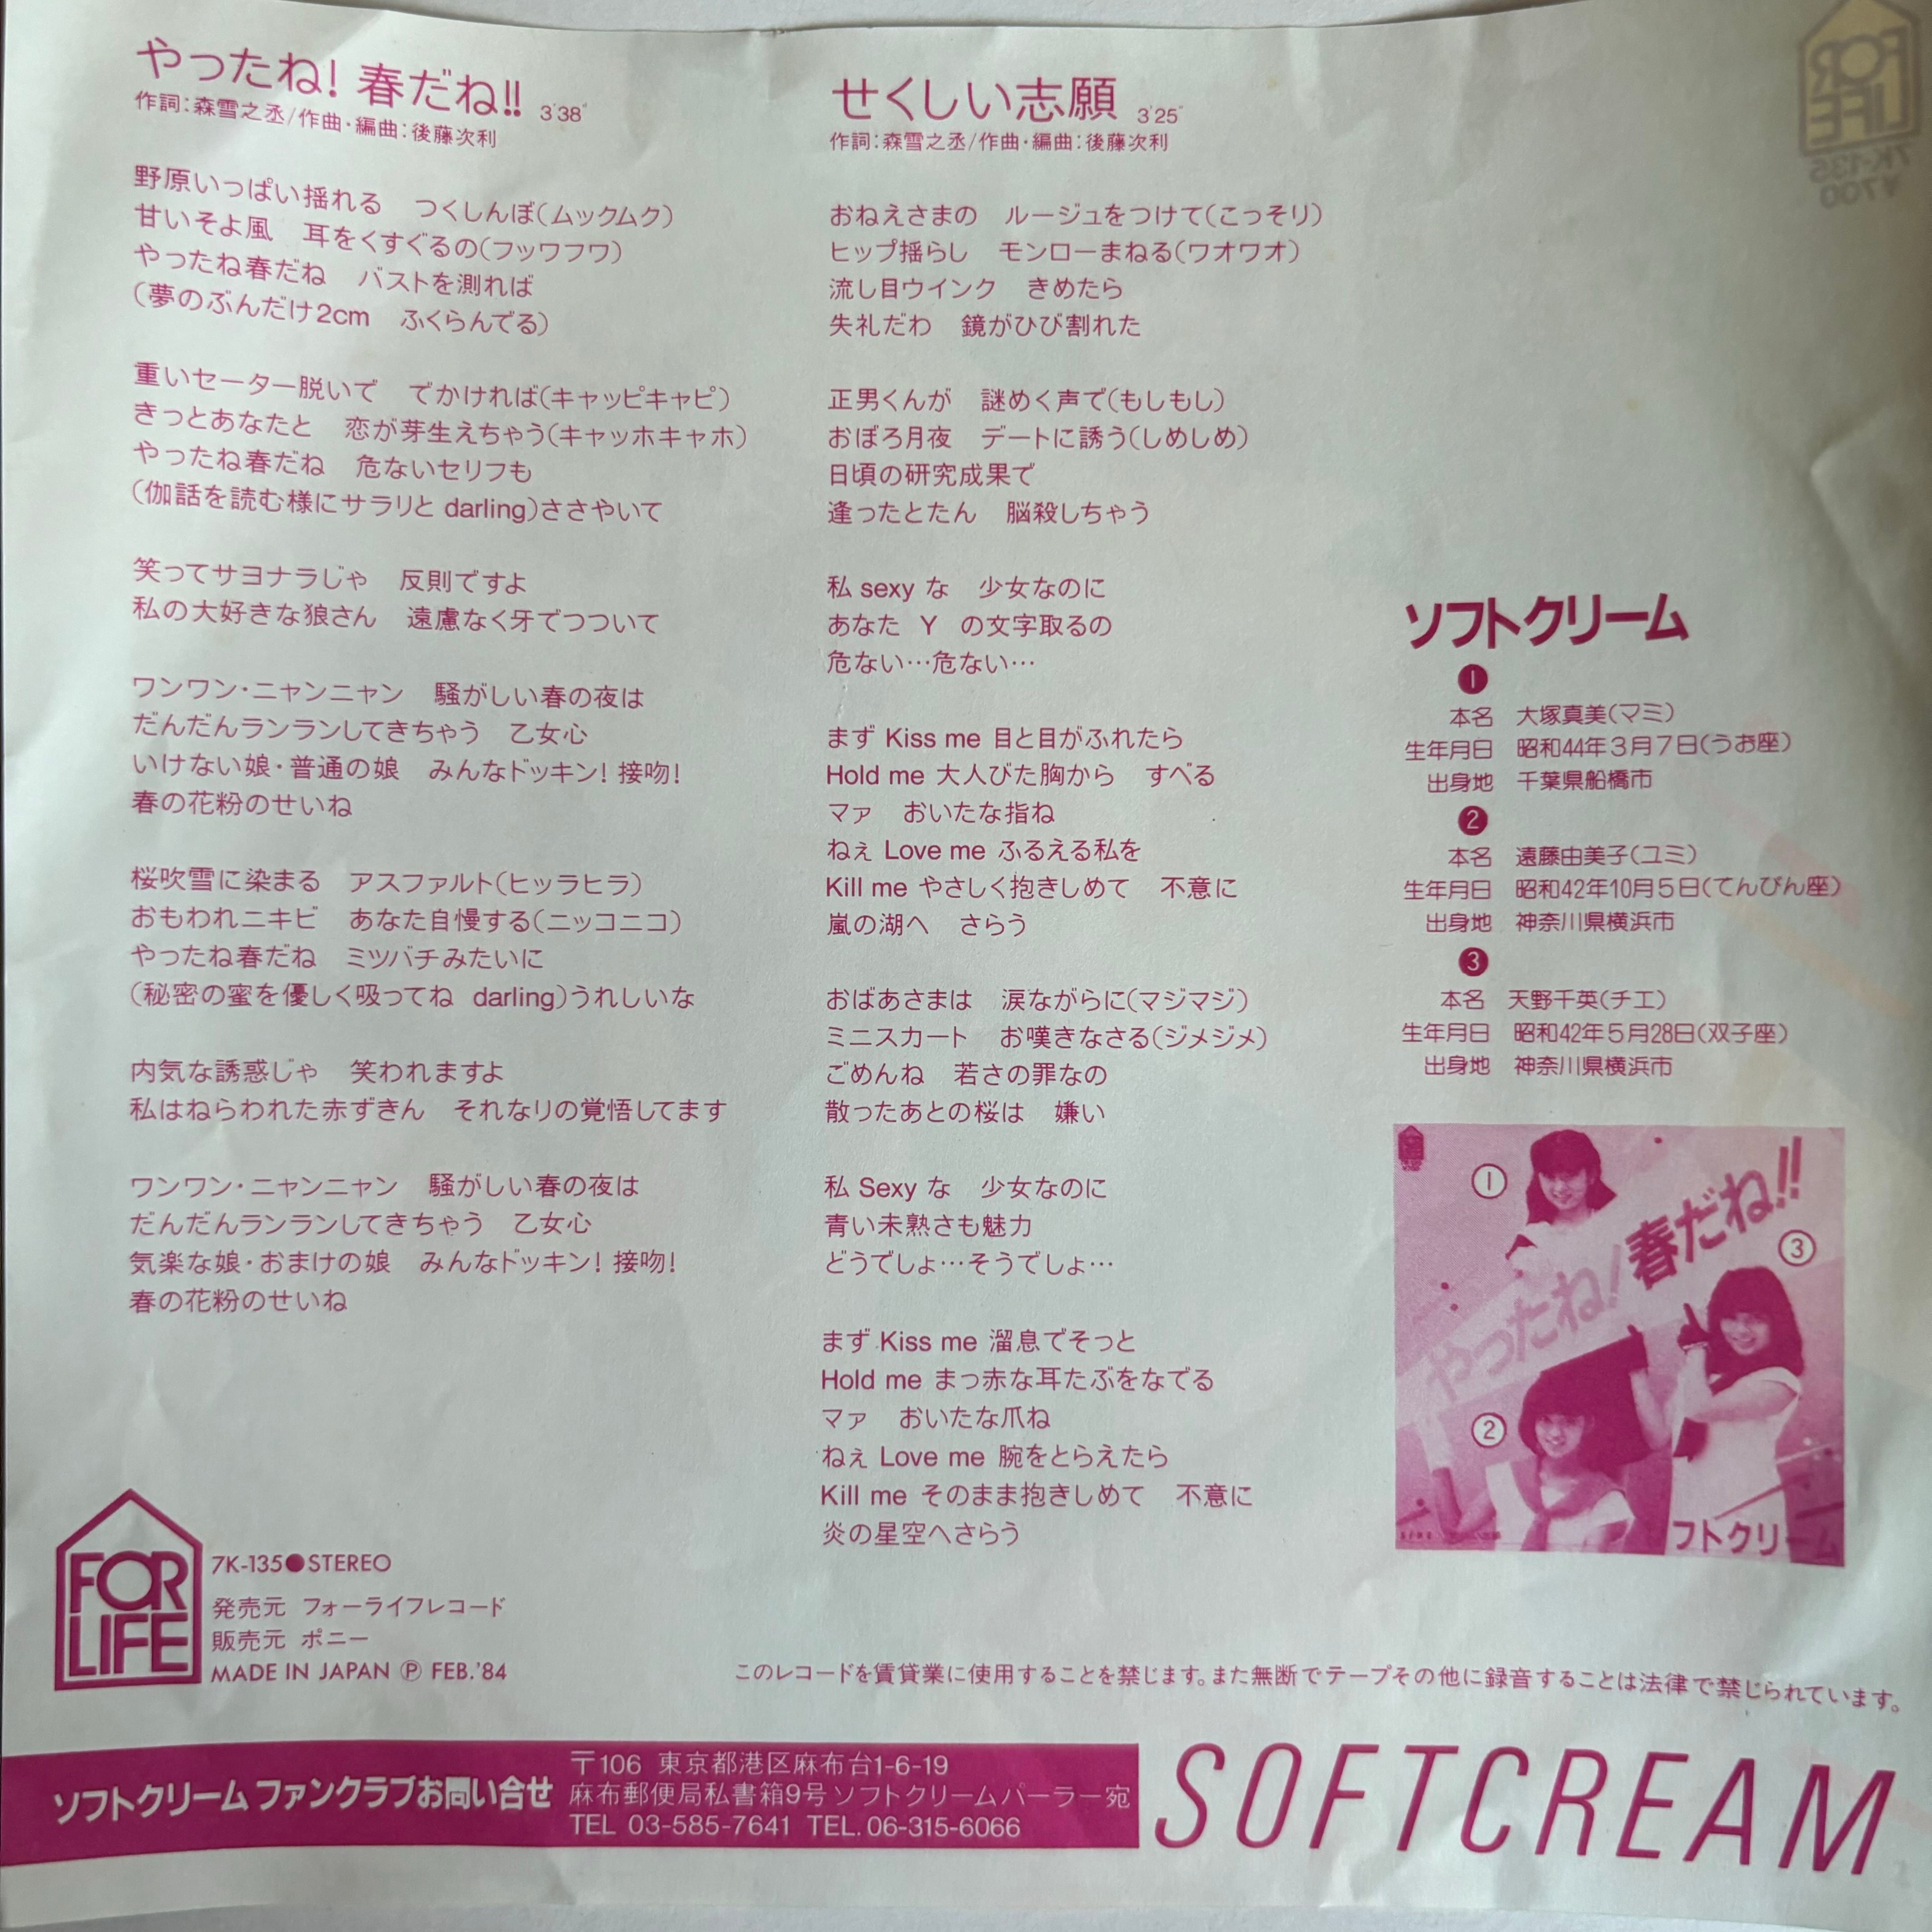 やったね! 春だね!! 3'38"
作詞:森雪之丞/作曲・編曲:後藤次利
野原いっぱい揺れる つくしんぼ(ムックムク)
甘いそよ風 耳をくすぐるの(フッワフワ)
やったね春だね バストを測れば
(夢のぶんだけ2cm ふくらんでる)
重いセーター脱いで でかければ(キャッピキャピ)
きっとあなたと 恋が芽生えちゃう(キャッホキャホ)
やったね春だね 危ないセリフも
(伽話を読む様にサラリと darling)ささやいて
笑ってサヨナラじゃ 反則ですよ
私の大好きな狼さん 遠慮なく牙でつついて
ワンワン・ニャンニャン 騒がしい春の夜は
だんだんランランしてきちゃう 乙女心
いけない娘・普通の娘 みんなドッキン! 接吻!
春の花粉のせいね
桜吹雪に染まる アスファルト(ヒッラヒラ)
おもわれニキビ あなた自慢する(ニッコニコ)
やったね春だね ミツバチみたいに
(秘密の蜜を優しく吸ってね darling)うれしいな
内気な誘惑じゃ 笑われますよ
私はねらわれた赤ずきん それなりの覚悟してます
ワンワン・ニャンニャン 騒がしい春の夜は
だんだんランランしてきちゃう 乙女心
気楽な娘・おまけの娘 みんなドッキン! 接吻!
春の花粉のせいね
せくしい志願 3'25"
作詞:森雪之丞/作曲・編曲:後藤次利
おねえさまの ルージュをつけて(こっそり)
ヒップ揺らし モンローまねる(ワオワオ)
流し目ウインク きめたら
失礼だわ 鏡がひび割れた
正男くんが 謎めく声で(もしもし)
おぼろ月夜 デートに誘う(しめしめ)
日頃の研究成果で
逢ったとたん 脳殺しちゃう
私 sexy な 少女なのに
あなた Y の文字取るの
危ない…危ない…
まず Kiss me 目と目がふれたら
Hold me 大人びた胸から すべる
マァ おいたな指ね
ねぇ Love me ふるえる私を
Kill me やさしく抱きしめて 不意に
嵐の湖へ さらう
おばあさまは 涙ながらに(マジマジ)
ミニスカート お嘆きなさる(ジメジメ)
ごめんね 若さの罪なの
散ったあとの桜は 嫌い
私 Sexy な 少女なのに
青い未熟さも魅力
どうでしょ…そうでしょ…
まず Kiss me 溜息でそっと
Hold me まっ赤な耳たぶをなでる
マァ おいたな爪ね
ねぇ Love me 腕をとらえたら
Kill me そのまま抱きしめて 不意に
炎の星空へさらう
FOR LIFE
7K-135
¥700
ソフトクリーム
1
本名 大塚真美(マミ)
生年月日 昭和44年3月7日(うお座)
出身地 千葉県船橋市
2
本名 遠藤由美子(ユミ)
生年月日 昭和42年10月5日(てんびん座)
出身地 神奈川県横浜市
3
本名 天野千英(チエ)
生年月日 昭和42年5月28日(双子座)
出身地 神奈川県横浜市
①
やったね! 春だね!!
③
②
フトクリーム
FOR
LIFE
7K-135●STEREO
発売元 フォーライフレコード
販売元 ポニー
MADE IN JAPAN Ⓟ FEB.'84
このレコードを賃貸業に使用することを禁じます。また無断でテープその他に録音することは法律で禁じられています。
ソフトクリーム ファンクラブお問い合せ
〒106 東京都港区麻布台1-6-19
麻布郵便局私書箱9号 ソフトクリームパーラー宛
TEL 03-585-7641 TEL.06-315-6066
SOFTCREAM